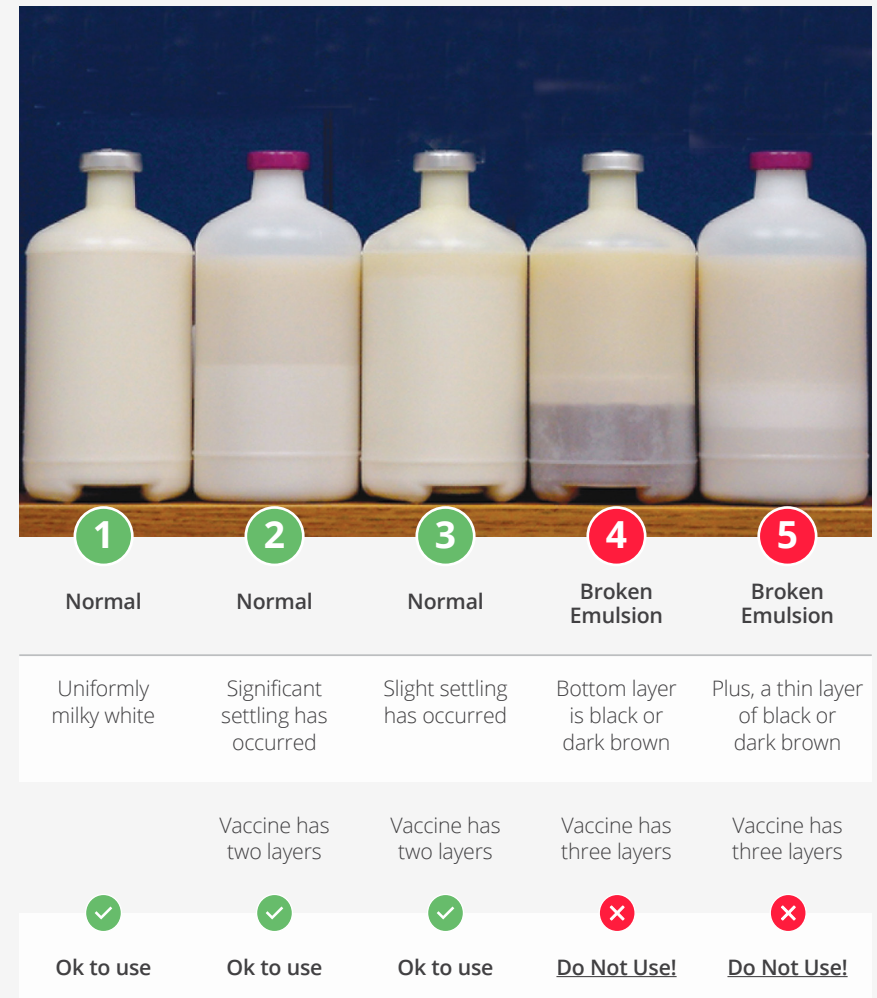 1 2 3 4 5
Normal Normal Normal Broken Emulsion Broken Emulsion
Uniformly milky white
Significant settling has occurred
Slight settling has occurred
Bottom layer is black or dark brown
Plus, a thin layer of black or dark brown
Vaccine has two layers
Vaccine has two layers
Vaccine has three layers
Vaccine has three layers
Ok to use Ok to use Ok to use Do Not Use! Do Not Use!